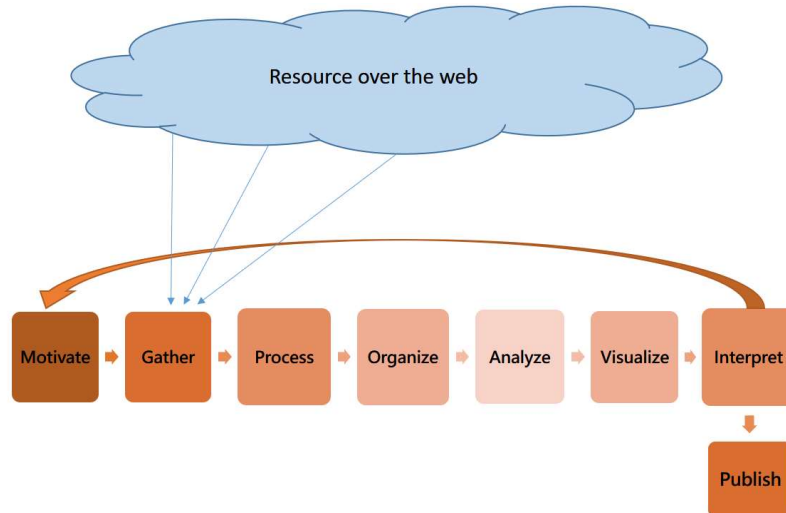 Resource over the web
Motivate
Gather
Process
Organize
Analyze
Visualize
Interpret
Publish